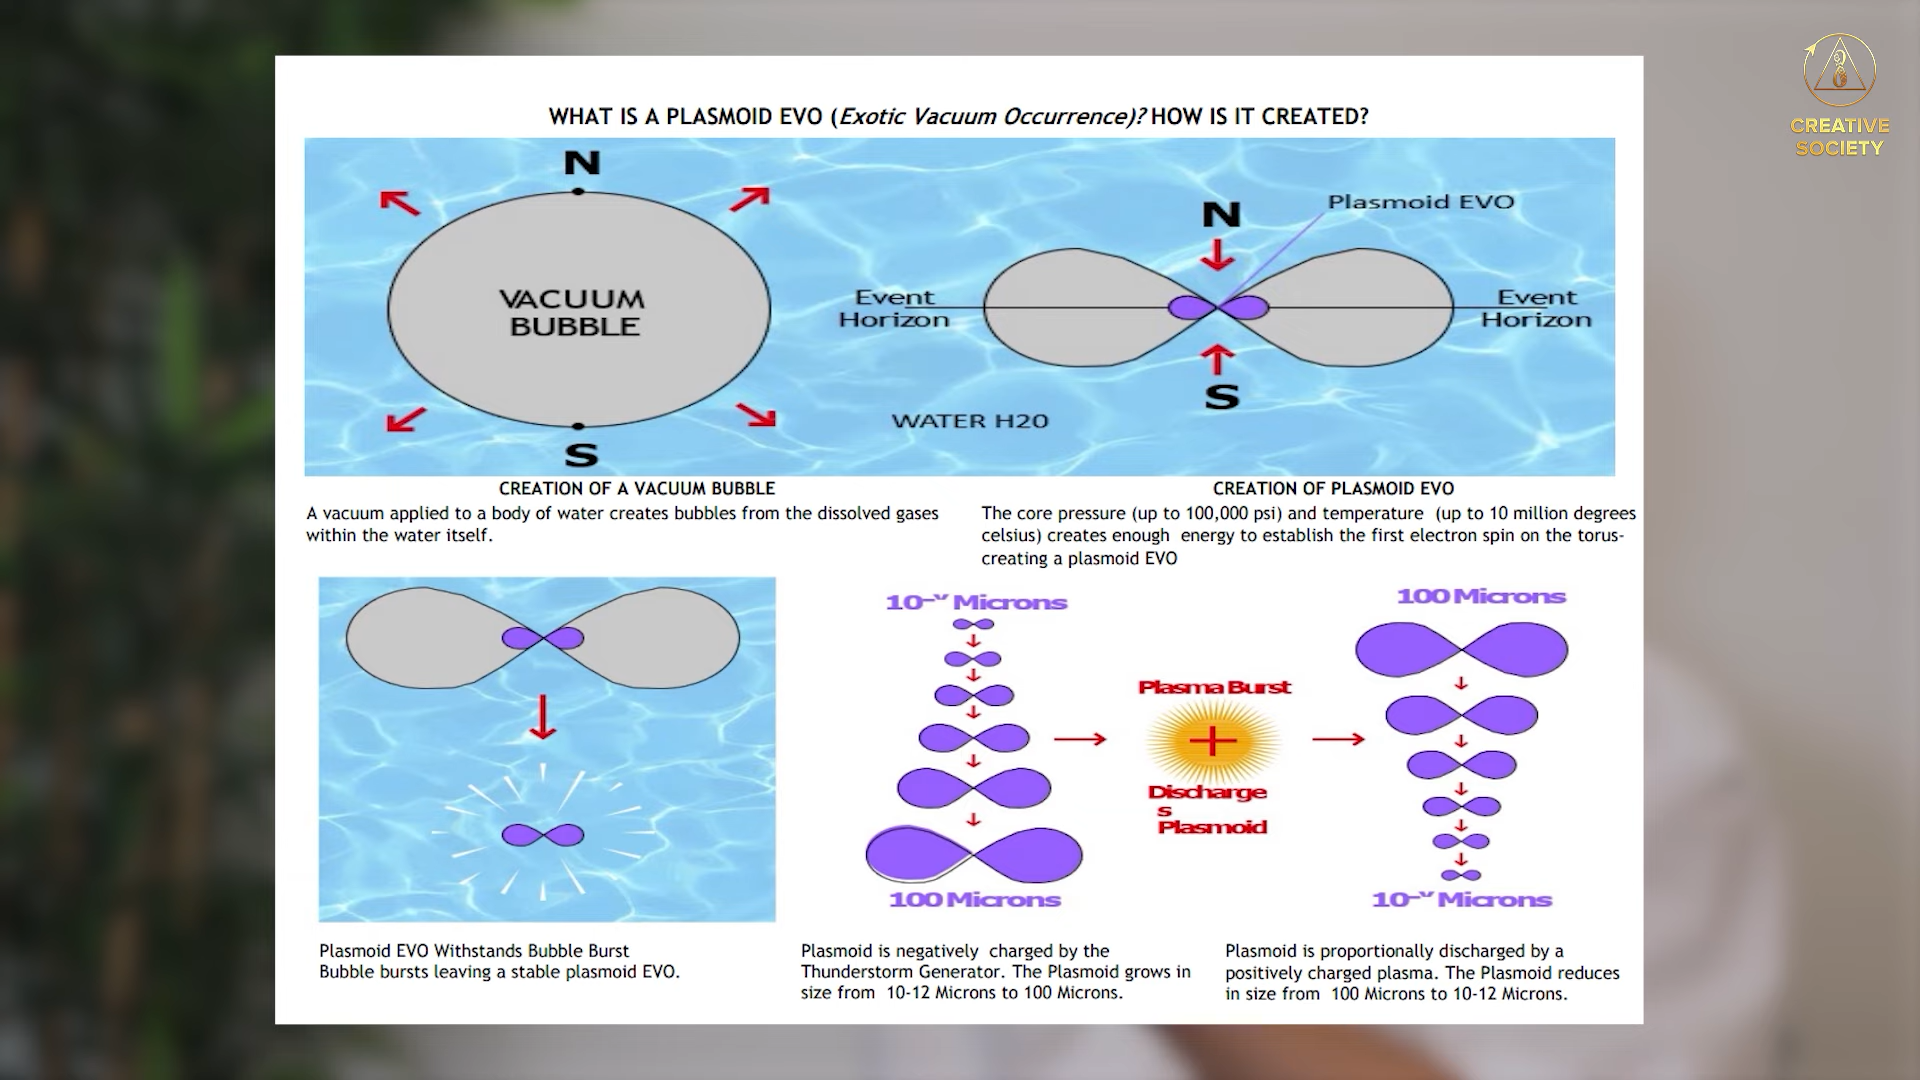 CREATIVE
SOCIETY
WHAT IS A PLASMOID EVO (Exotic Vacuum Occurrence)? HOW IS IT CREATED?
N
VACUUM
BUBBLE
S
N
Plasmoid EVO
Event
Horizon
Event
Horizon
S
WATER H20
CREATION OF A VACUUM BUBBLE
A vacuum applied to a body of water creates bubbles from the dissolved gases
within the water itself.
CREATION OF PLASMOID EVO
The core pressure (up to 100,000 psi) and temperature (up to 10 million degrees
celsius) creates enough energy to establish the first electron spin on the torus-
creating a plasmoid EVO
Plasmoid EVO Withstands Bubble Burst
Bubble bursts leaving a stable plasmoid EVO.
Microns
100 Microns
Plasma Burst
Discharge
s
Plasmoid
100 Microns
Microns
Plasmoid is negatively charged by the
Thunderstorm Generator. The Plasmoid grows in
size from 10-12 Microns to 100 Microns.
Plasmoid is proportionally discharged by a
positively charged plasma. The Plasmoid reduces
in size from 100 Microns to 10-12 Microns.